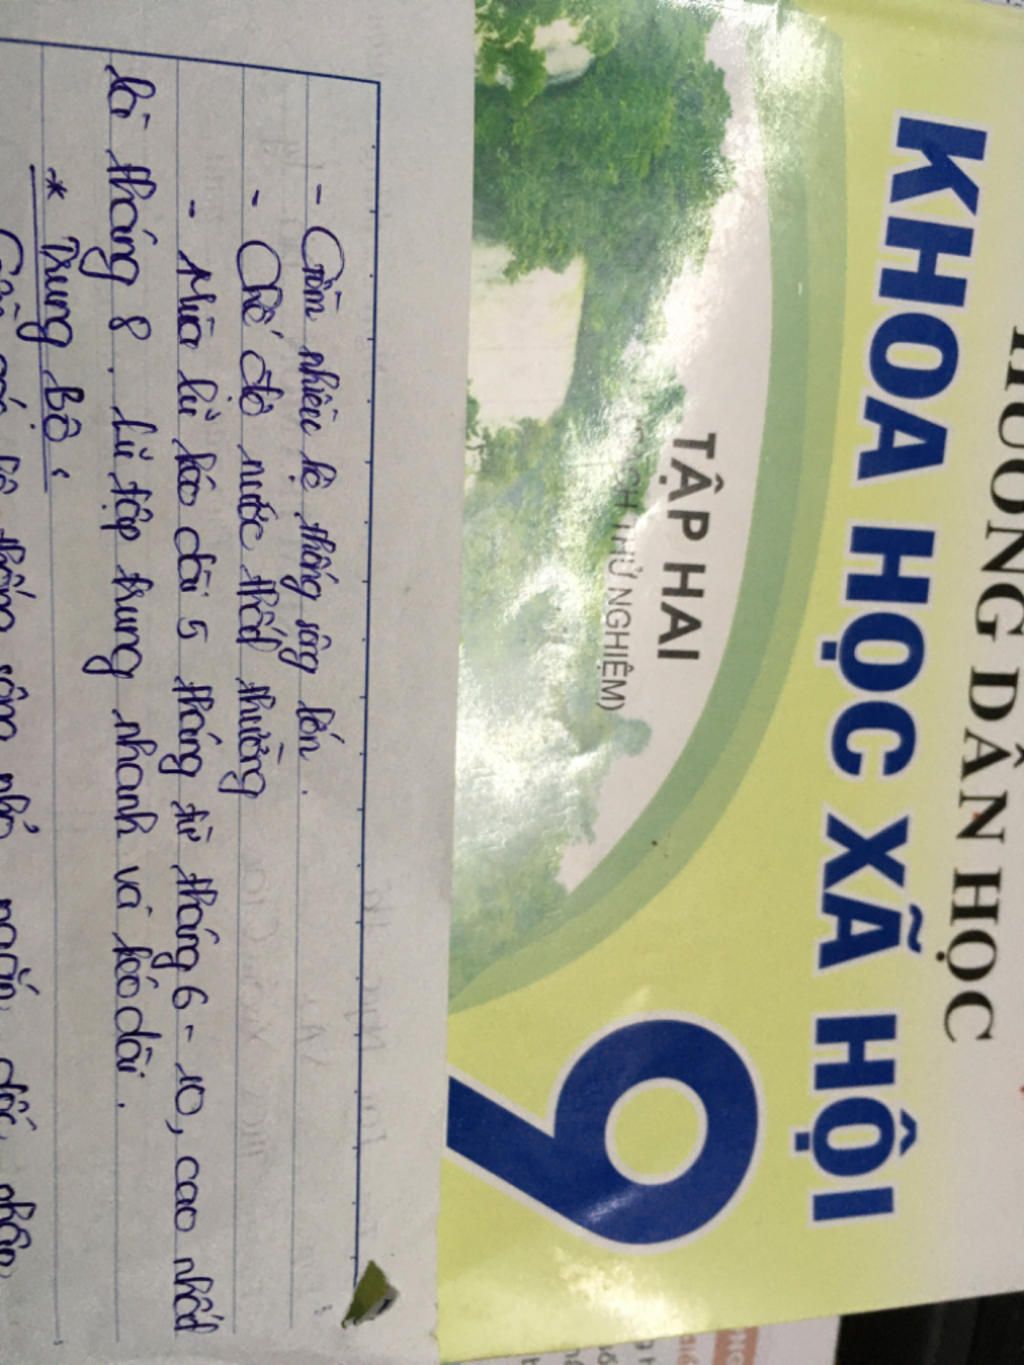 HƯỚNG DẪN HỌC
KHOA HỌC XÃ HỘI
9
TẬP HAI
THỬ NGHIỆM)
- Gồm nhiều hệ thống sông lớn.
- Chế độ nước thất thường
- Mùa lũ kéo dài 5 tháng từ tháng 6 - 10, cao nhất
là tháng 8. Lũ tập trung nhanh và kéo dài.
* Trung Bộ: